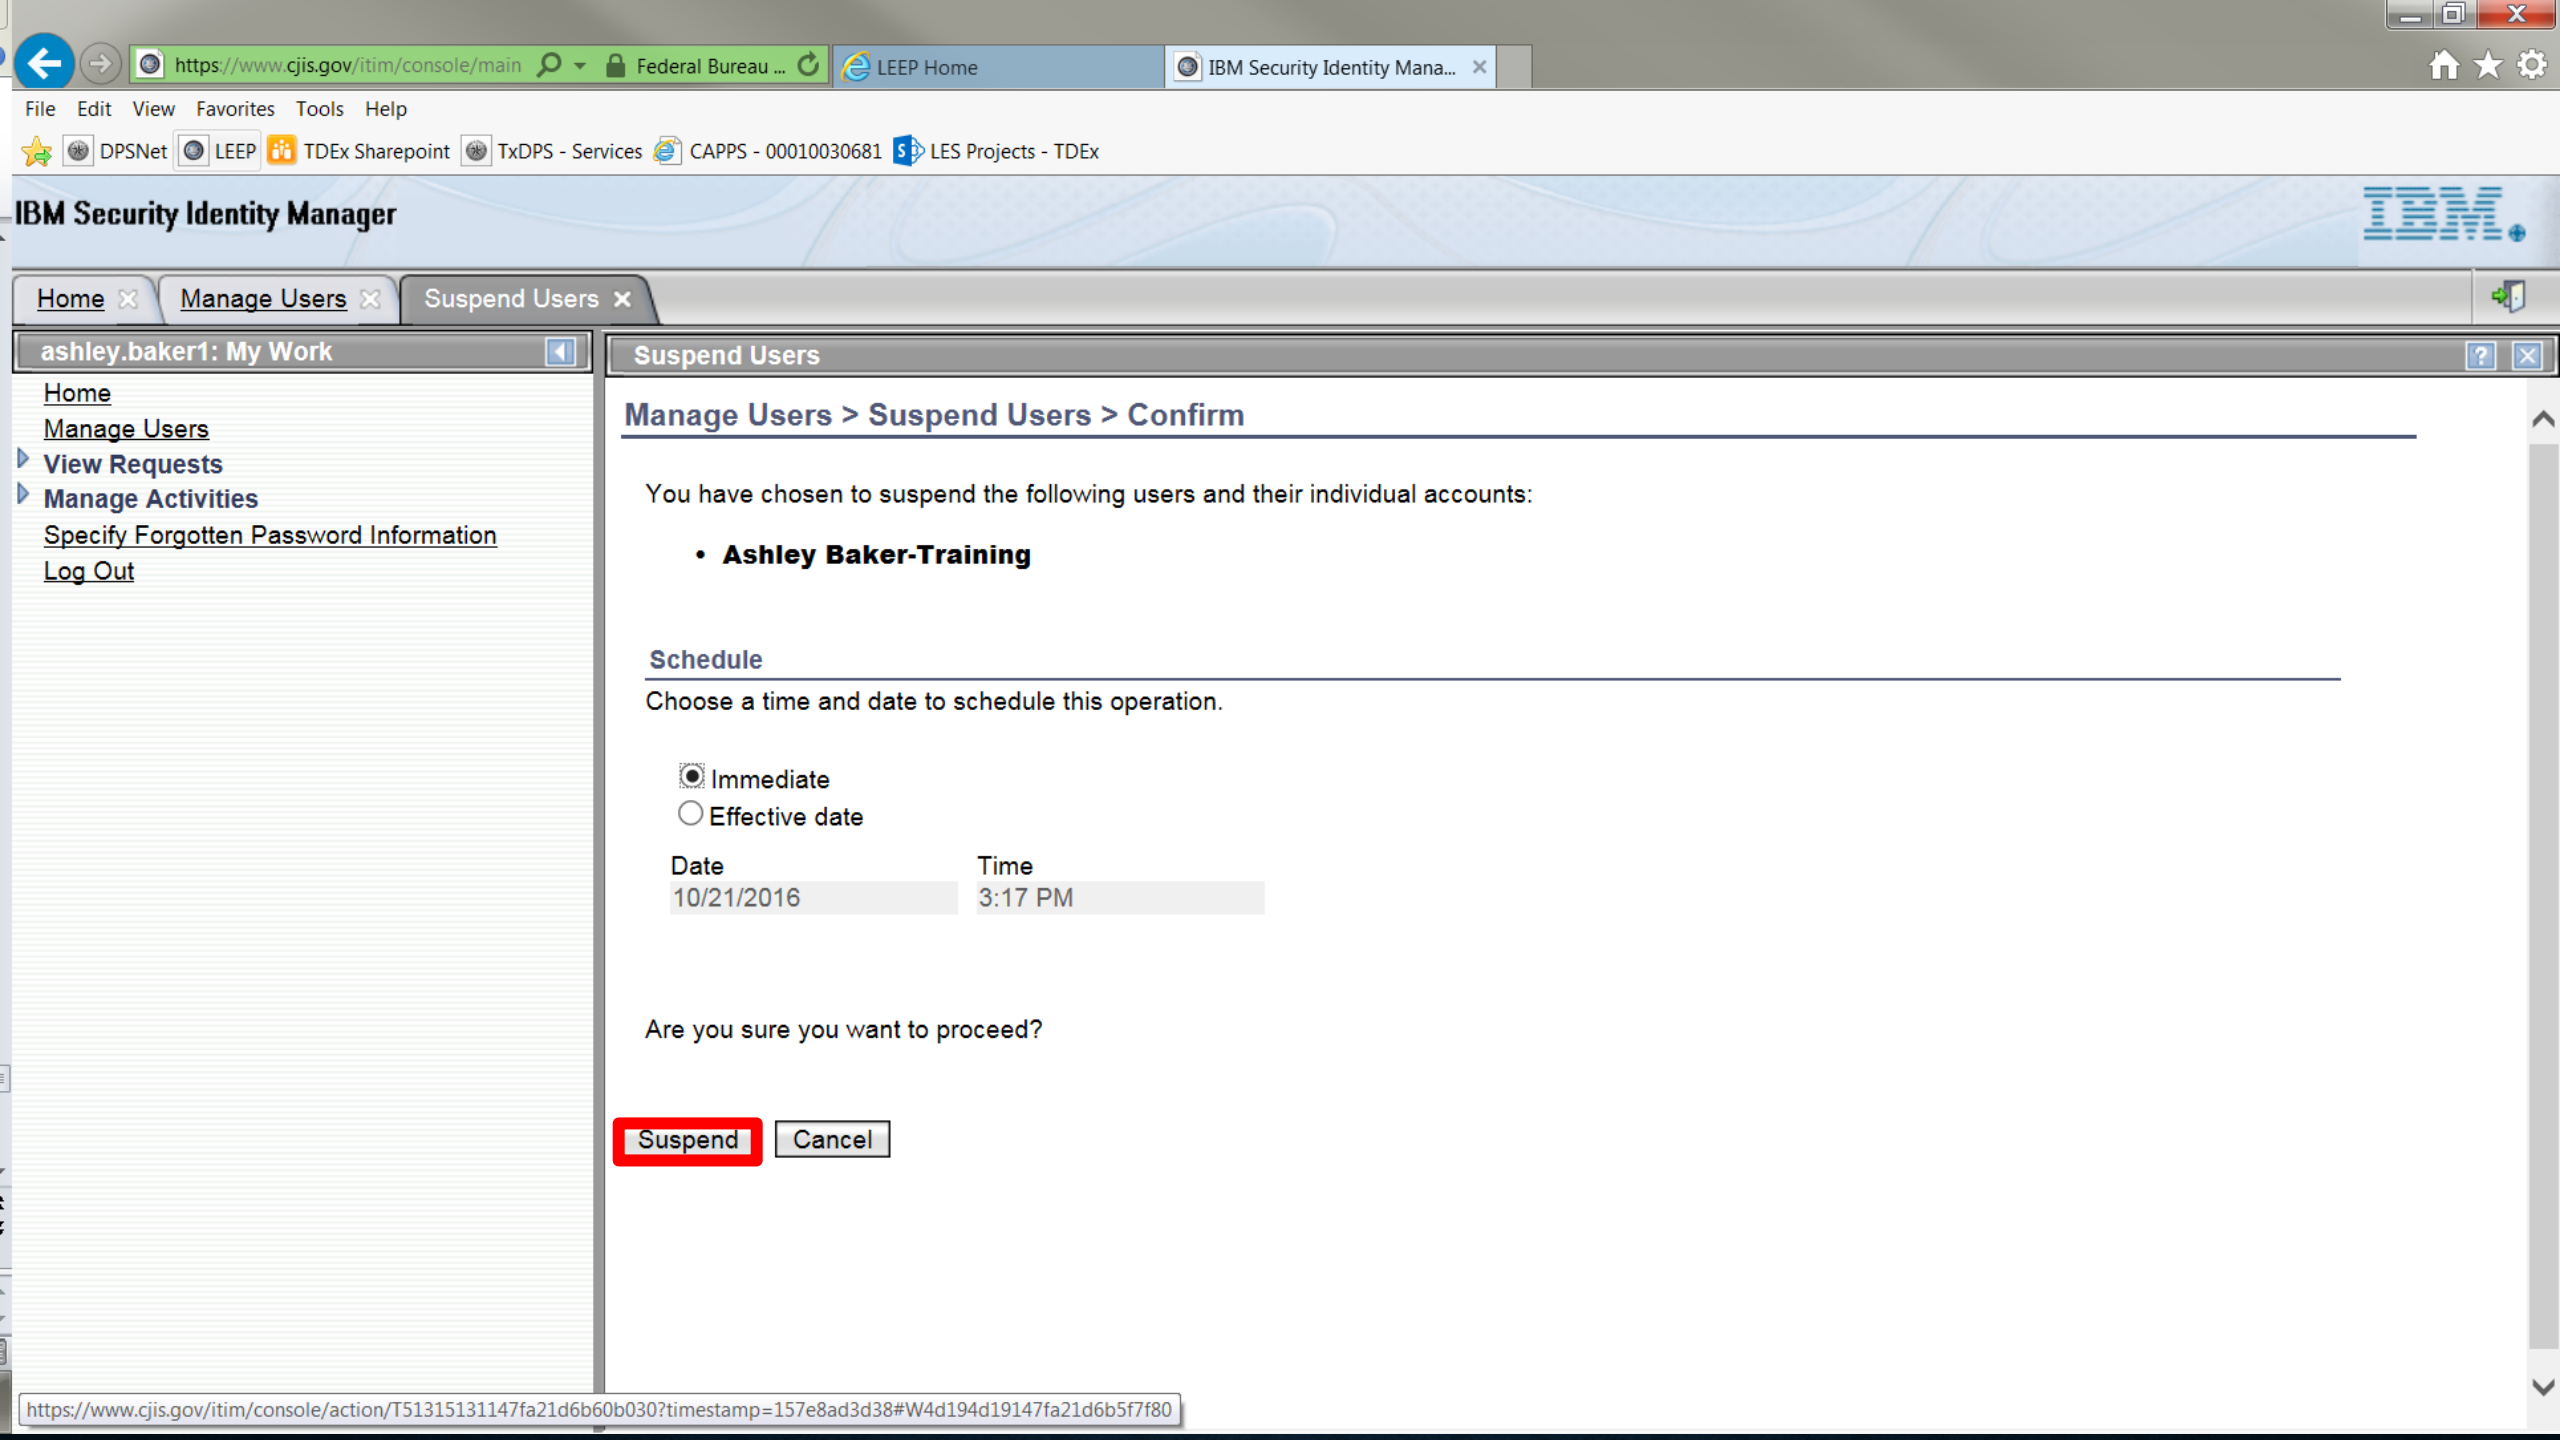 https://www.cjis.gov/itim/console/main Federal Bureau ... LEEP Home IBM Security Identity Mana...
File Edit View Favorites Tools Help
DPSNet LEEP TDEx Sharepoint TxDPS - Services CAPPS - 00010030681 LES Projects - TDEx
IBM Security Identity Manager IBM
Home Manage Users Suspend Users
ashley.baker1: My Work
Home
Manage Users
View Requests
Manage Activities
Specify Forgotten Password Information
Log Out
Suspend Users
Manage Users > Suspend Users > Confirm
You have chosen to suspend the following users and their individual accounts:
• Ashley Baker-Training
Schedule
Choose a time and date to schedule this operation.
Immediate
Effective date
Date Time
10/21/2016 3:17 PM
Are you sure you want to proceed?
Suspend Cancel
https://www.cjis.gov/itim/console/action/T51315131147fa21d6b60b030?timestamp=157e8ad3d38#W4d194d19147fa21d6b5f7f80